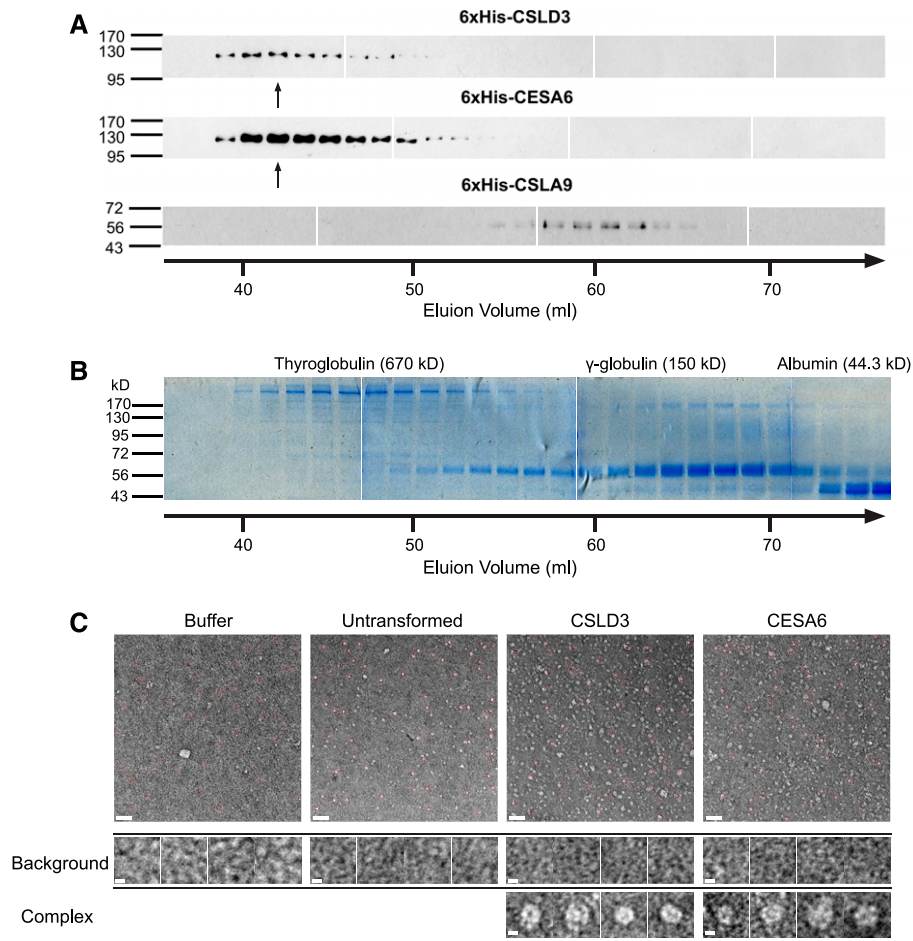 A
6xHis-CSLD3
170
130
95
6xHis-CESA6
170
130
95
6xHis-CSLA9
72
56
43
40 50 60 70
Eluion Volume (ml)
B
Thyroglobulin (670 kD) γ-globulin (150 kD) Albumin (44.3 kD)
kD
170
130
95
72
56
43
40 50 60 70
Eluion Volume (ml)
C
Buffer Untransformed CSLD3 CESA6
Background
Complex